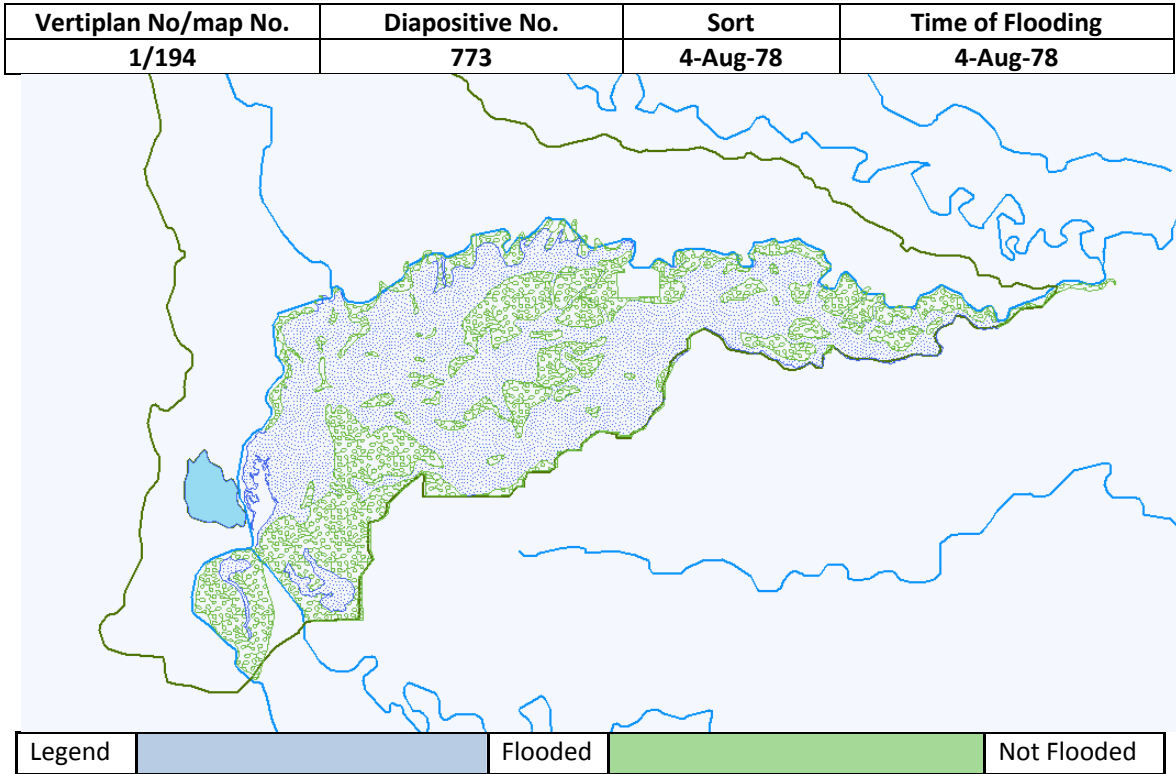 Vertiplan No/map No. Diapositive No. Sort Time of Flooding
1/194 773 4-Aug-78 4-Aug-78
Legend Flooded Not Flooded